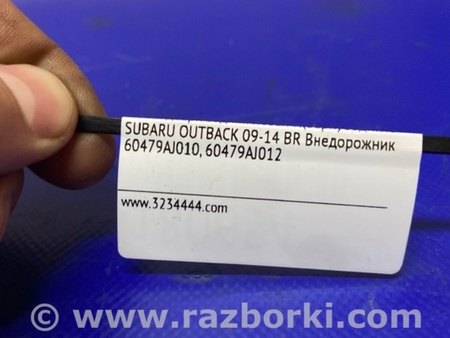 SUBARU OUTBACK 09-14 BR Внедорожник
60479AJ010, 60479AJ012
www.3234444.com
© www.razborki.com